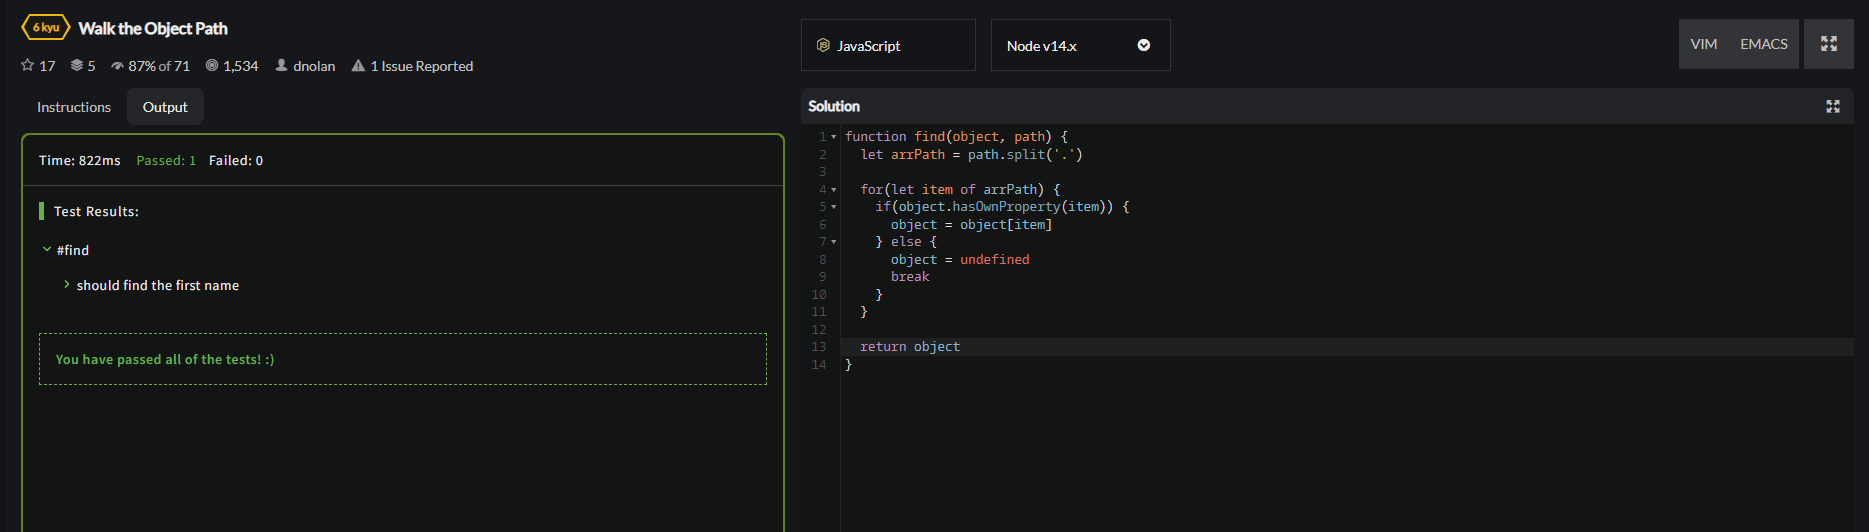 6 kyu Walk the Object Path
17 5 87% of 71 1,534 dnolan 1 Issue Reported
Instructions Output
Time: 822ms Passed: 1 Failed: 0
Test Results:
#find
should find the first name
You have passed all of the tests! :)
JavaScript Node v14.x VIM EMACS
Solution
1 function find(object, path) {
2 let arrPath = path.split('.')
3
4 for(let item of arrPath) {
5 if(object.hasOwnProperty(item)) {
6 object = object[item]
7 } else {
8 object = undefined
9 break
10 }
11 }
12
13 return object
14 }